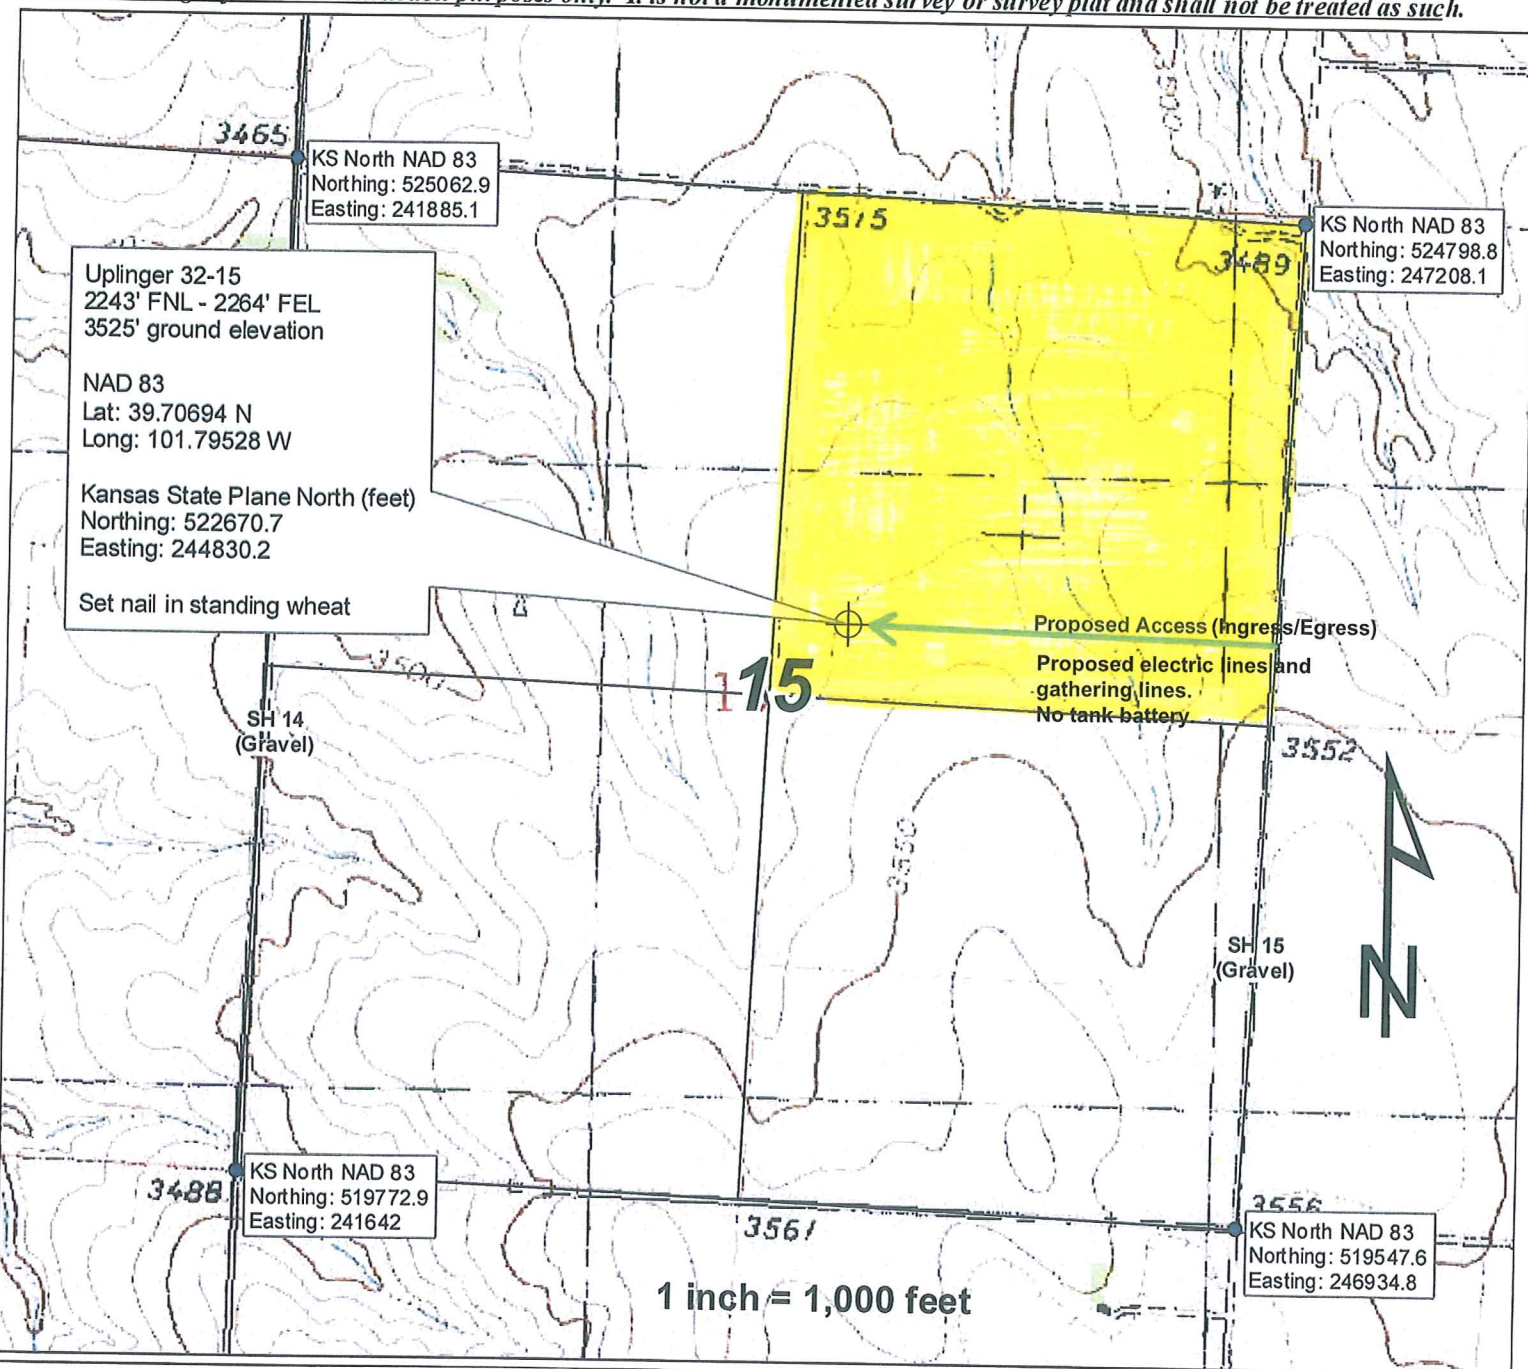 purposes only. It is not a monumented survey or survey plat and shall not be treated as such.
3465
KS North NAD 83
Northing: 525062.9
Easting: 241885.1
3515
3489
KS North NAD 83
Northing: 524798.8
Easting: 247208.1
Uplinger 32-15
2243' FNL - 2264' FEL
3525' ground elevation
NAD 83
Lat: 39.70694 N
Long: 101.79528 W
Kansas State Plane North (feet)
Northing: 522670.7
Easting: 244830.2
Set nail in standing wheat
Proposed Access (Ingress/Egress)
Proposed electric lines and
gathering lines.
No tank battery.
3500
15
SH 14
(Gravel)
3552
3550
SH 15
(Gravel)
N
3488
KS North NAD 83
Northing: 519772.9
Easting: 241642
3561
3556
KS North NAD 83
Northing: 519547.6
Easting: 246934.8
1 inch = 1,000 feet